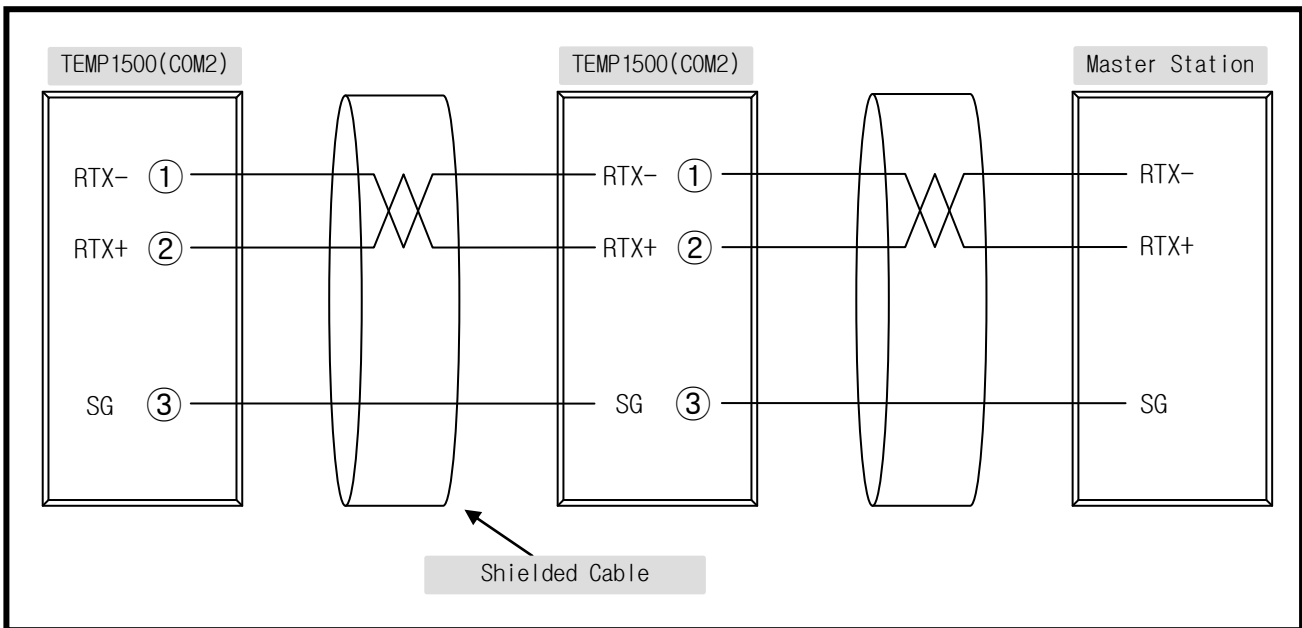 TEMP1500(COM2)
TEMP1500(COM2)
Master Station
RTX- ①
RTX- ①
RTX-
RTX+ ②
RTX+ ②
RTX+
SG ③
SG ③
SG
Shielded Cable